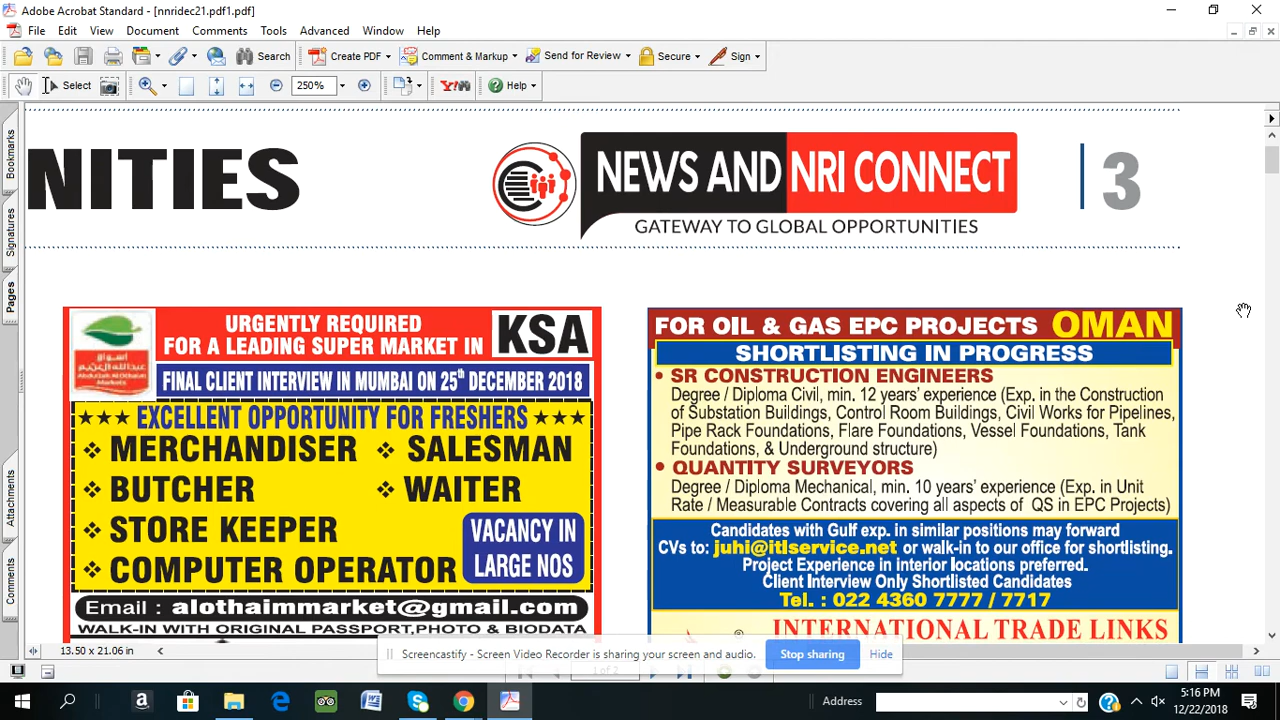 Adobe Acrobat Standard - [nnridec21.pdf1.pdf]
File Edit View Document Comments Tools Advanced Window Help
Search Create PDF Comment & Markup Send for Review Secure Sign
Select 250% Y! Help
NITIES
NEWS AND NRI CONNECT
GATEWAY TO GLOBAL OPPORTUNITIES
3
Bookmarks
Signatures
Pages
Attachments
Comments
URGENTLY REQUIRED
FOR A LEADING SUPER MARKET IN KSA
FINAL CLIENT INTERVIEW IN MUMBAI ON 25th DECEMBER 2018
★★★ EXCELLENT OPPORTUNITY FOR FRESHERS ★★★
❖ MERCHANDISER ❖ SALESMAN
❖ BUTCHER ❖ WAITER
❖ STORE KEEPER
❖ COMPUTER OPERATOR
VACANCY IN
LARGE NOS
Email : alothaimmarket@gmail.com
WALK-IN WITH ORIGINAL PASSPORT,PHOTO & BIODATA
FOR OIL & GAS EPC PROJECTS OMAN
SHORTLISTING IN PROGRESS
• SR CONSTRUCTION ENGINEERS
Degree / Diploma Civil, min. 12 years' experience (Exp. in the Construction
of Substation Buildings, Control Room Buildings, Civil Works for Pipelines,
Pipe Rack Foundations, Flare Foundations, Vessel Foundations, Tank
Foundations, & Underground structure)
• QUANTITY SURVEYORS
Degree / Diploma Mechanical, min. 10 years' experience (Exp. in Unit
Rate / Measurable Contracts covering all aspects of QS in EPC Projects)
Candidates with Gulf exp. in similar positions may forward
CVs to: juhi@itlservice.net or walk-in to our office for shortlisting.
Project Experience in interior locations preferred.
Client Interview Only Shortlisted Candidates
Tel. : 022 4360 7777 / 7717
® INTERNATIONAL TRADE LINKS
13.50 x 21.06 in
Screencastify - Screen Video Recorder is sharing your screen and audio. Stop sharing Hide
1 of 2
Address
5:16 PM
12/22/2018